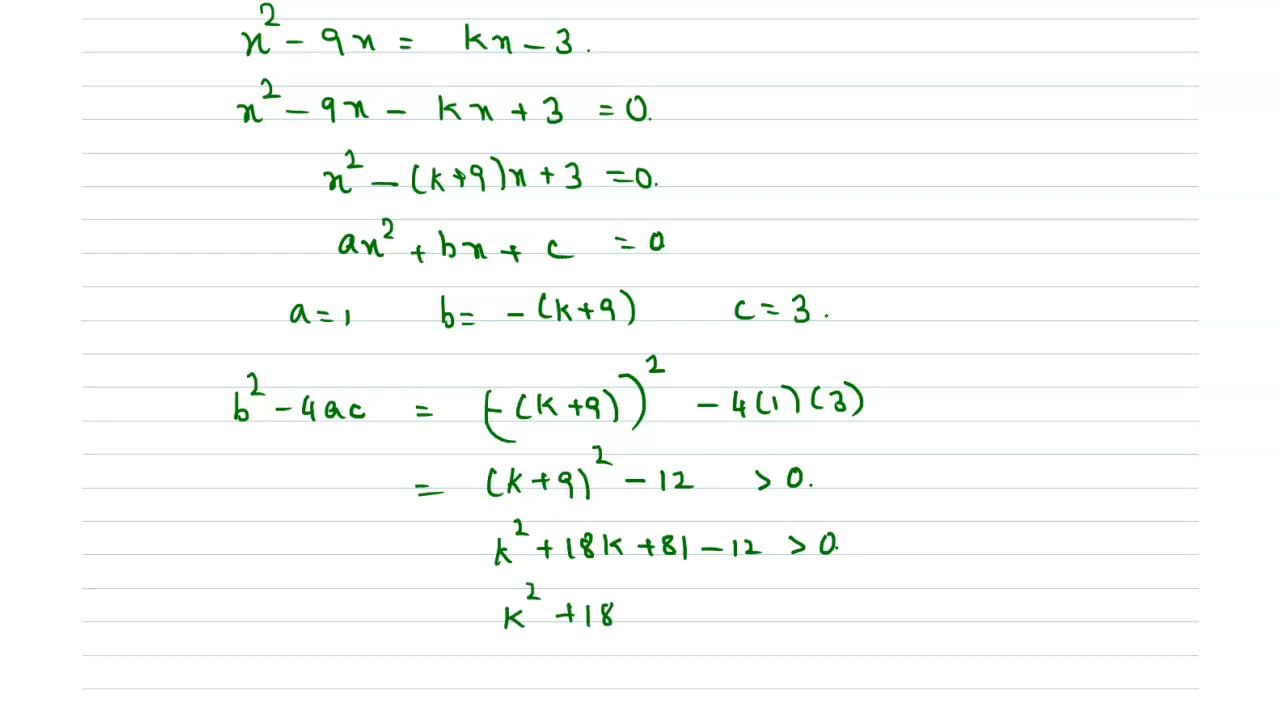 x² - 9x = kx - 3.
x² - 9x - kx + 3 = 0.
x² - (k+9)x + 3 = 0.
ax² + bx + c = 0
a = 1 b = -(k+9) c = 3.
b² - 4ac = (-(k+9))² - 4(1)(3)
= (k+9)² - 12 > 0.
k² + 18k + 81 - 12 > 0.
k² + 18